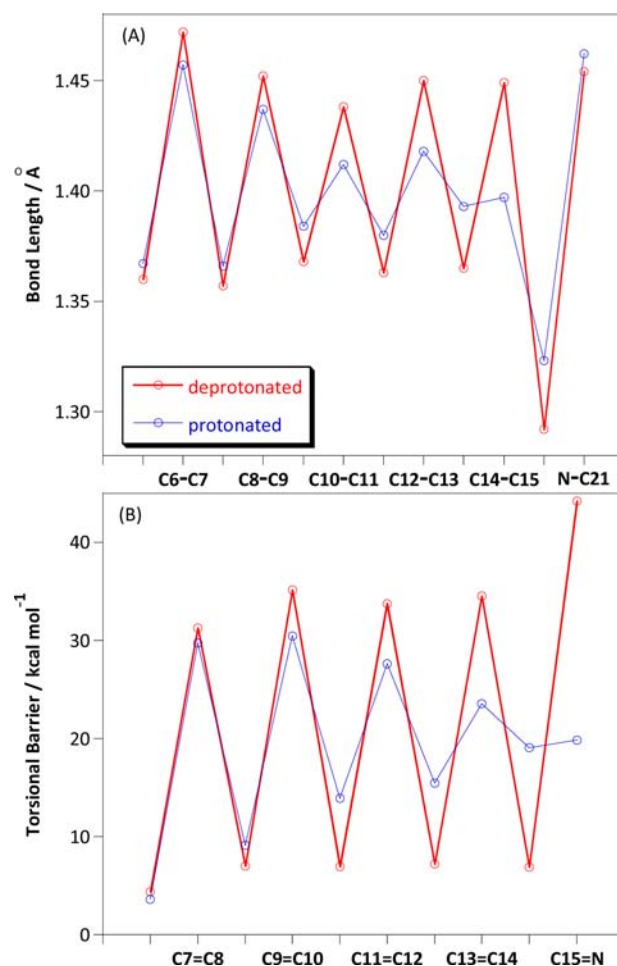 (A)
Bond Length / Å
1.45
1.40
1.35
1.30
deprotonated
protonated
C6-C7 C8-C9 C10-C11 C12-C13 C14-C15 N-C21
(B)
Torsional Barrier / kcal mol⁻¹
40
30
20
10
0
C7=C8 C9=C10 C11=C12 C13=C14 C15=N